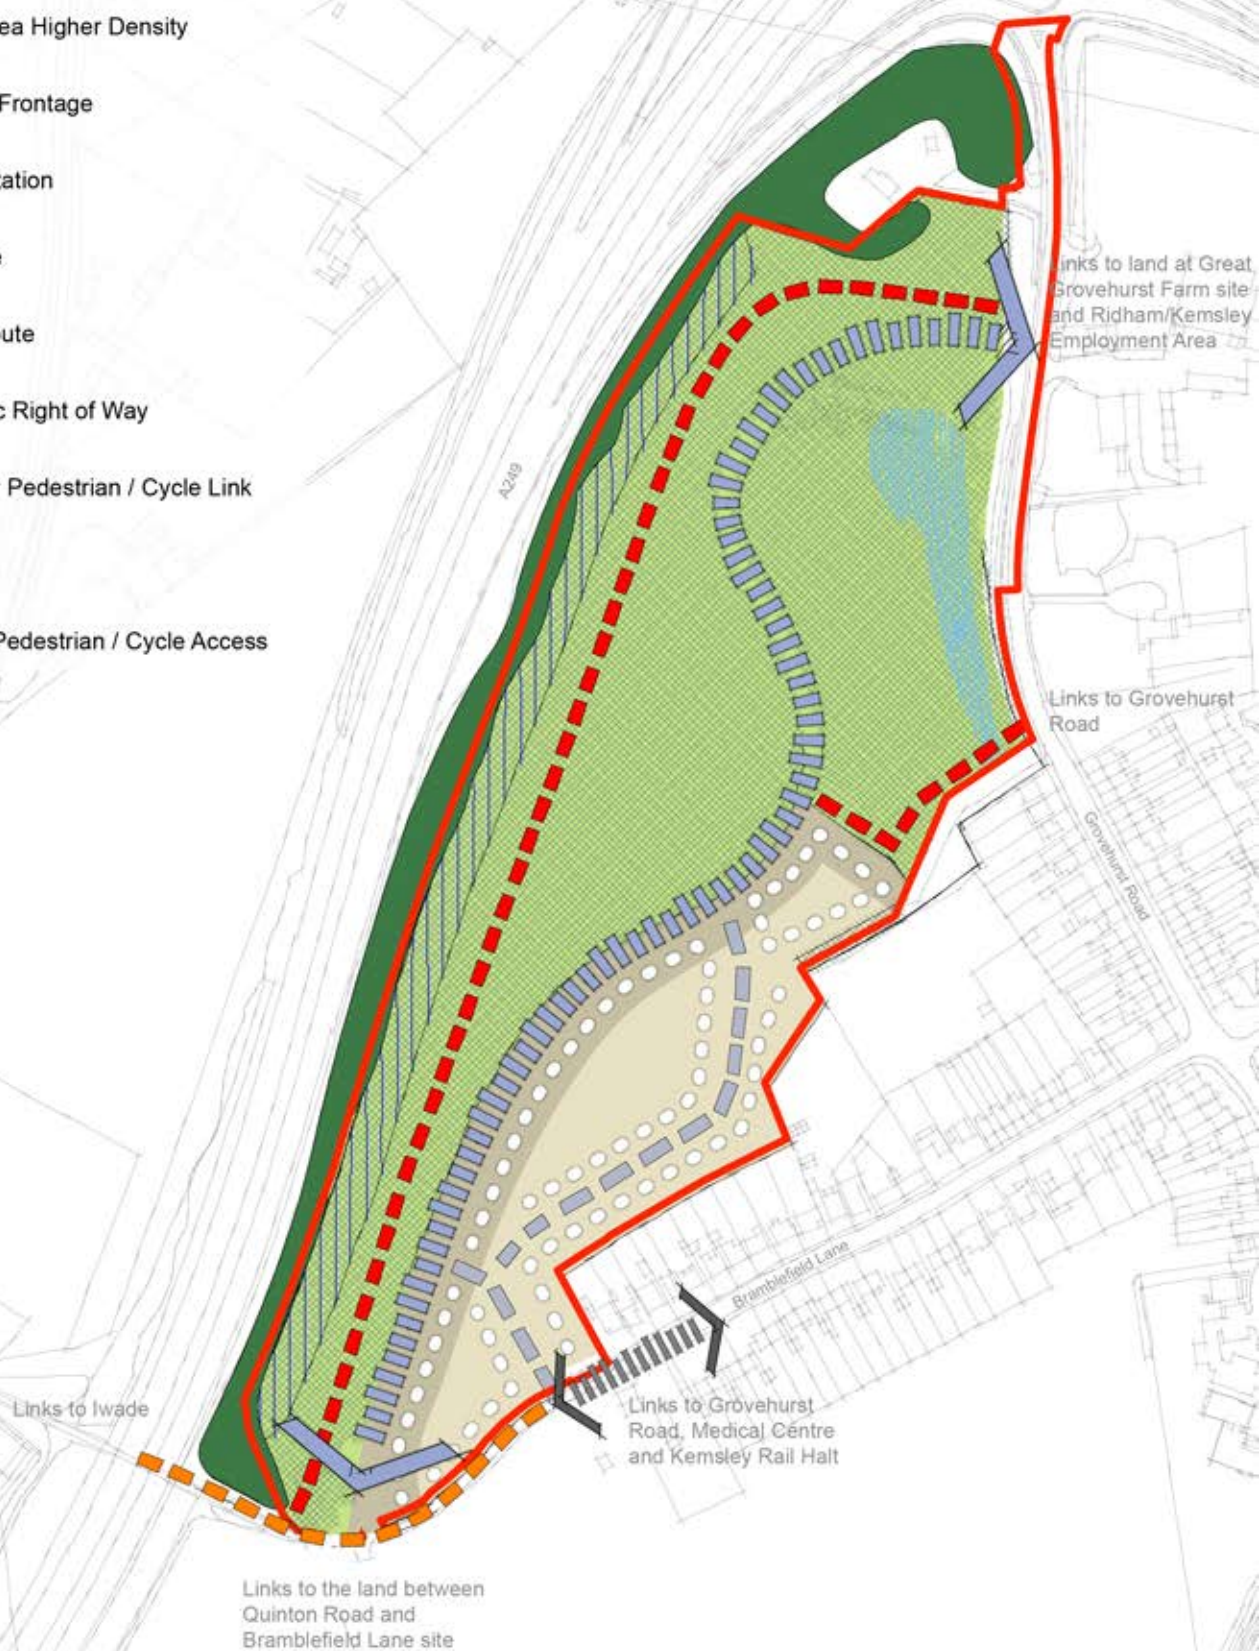 ea Higher Density
Frontage
tation
e
oute
c Right of Way
Pedestrian / Cycle Link
Pedestrian / Cycle Access
A249
Links to land at Great
Grovehurst Farm site
and Ridham/Kemsley
Employment Area
Links to Grovehurst
Road
Grovehurst Road
Bramblefield Lane
Links to Iwade
Links to Grovehurst
Road, Medical Centre
and Kemsley Rail Halt
Links to the land between
Quinton Road and
Bramblefield Lane site